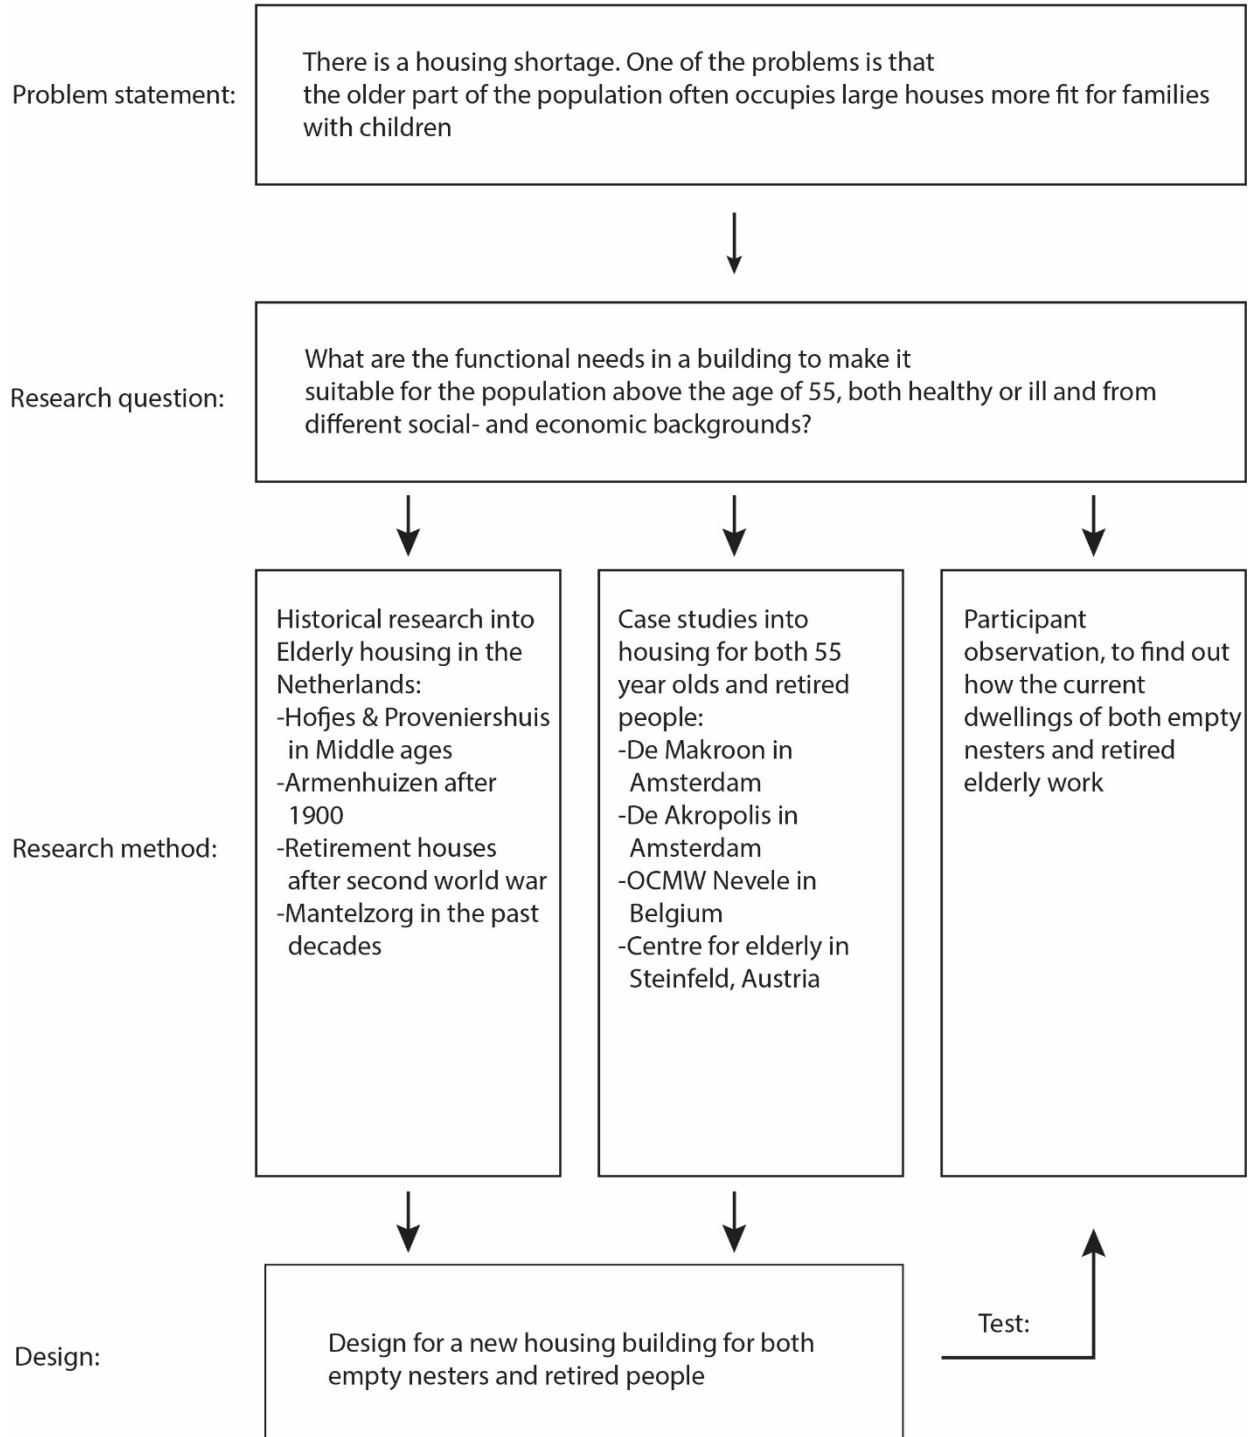 Problem statement:
There is a housing shortage. One of the problems is that
the older part of the population often occupies large houses more fit for families
with children
Research question:
What are the functional needs in a building to make it
suitable for the population above the age of 55, both healthy or ill and from
different social- and economic backgrounds?
Research method:
Historical research into
Elderly housing in the
Netherlands:
-Hofjes & Proveniershuis
in Middle ages
-Armenhuizen after
1900
-Retirement houses
after second world war
-Mantelzorg in the past
decades
Case studies into
housing for both 55
year olds and retired
people:
-De Makroon in
Amsterdam
-De Akropolis in
Amsterdam
-OCMW Nevele in
Belgium
-Centre for elderly in
Steinfeld, Austria
Participant
observation, to find out
how the current
dwellings of both empty
nesters and retired
elderly work
Design:
Design for a new housing building for both
empty nesters and retired people
Test: